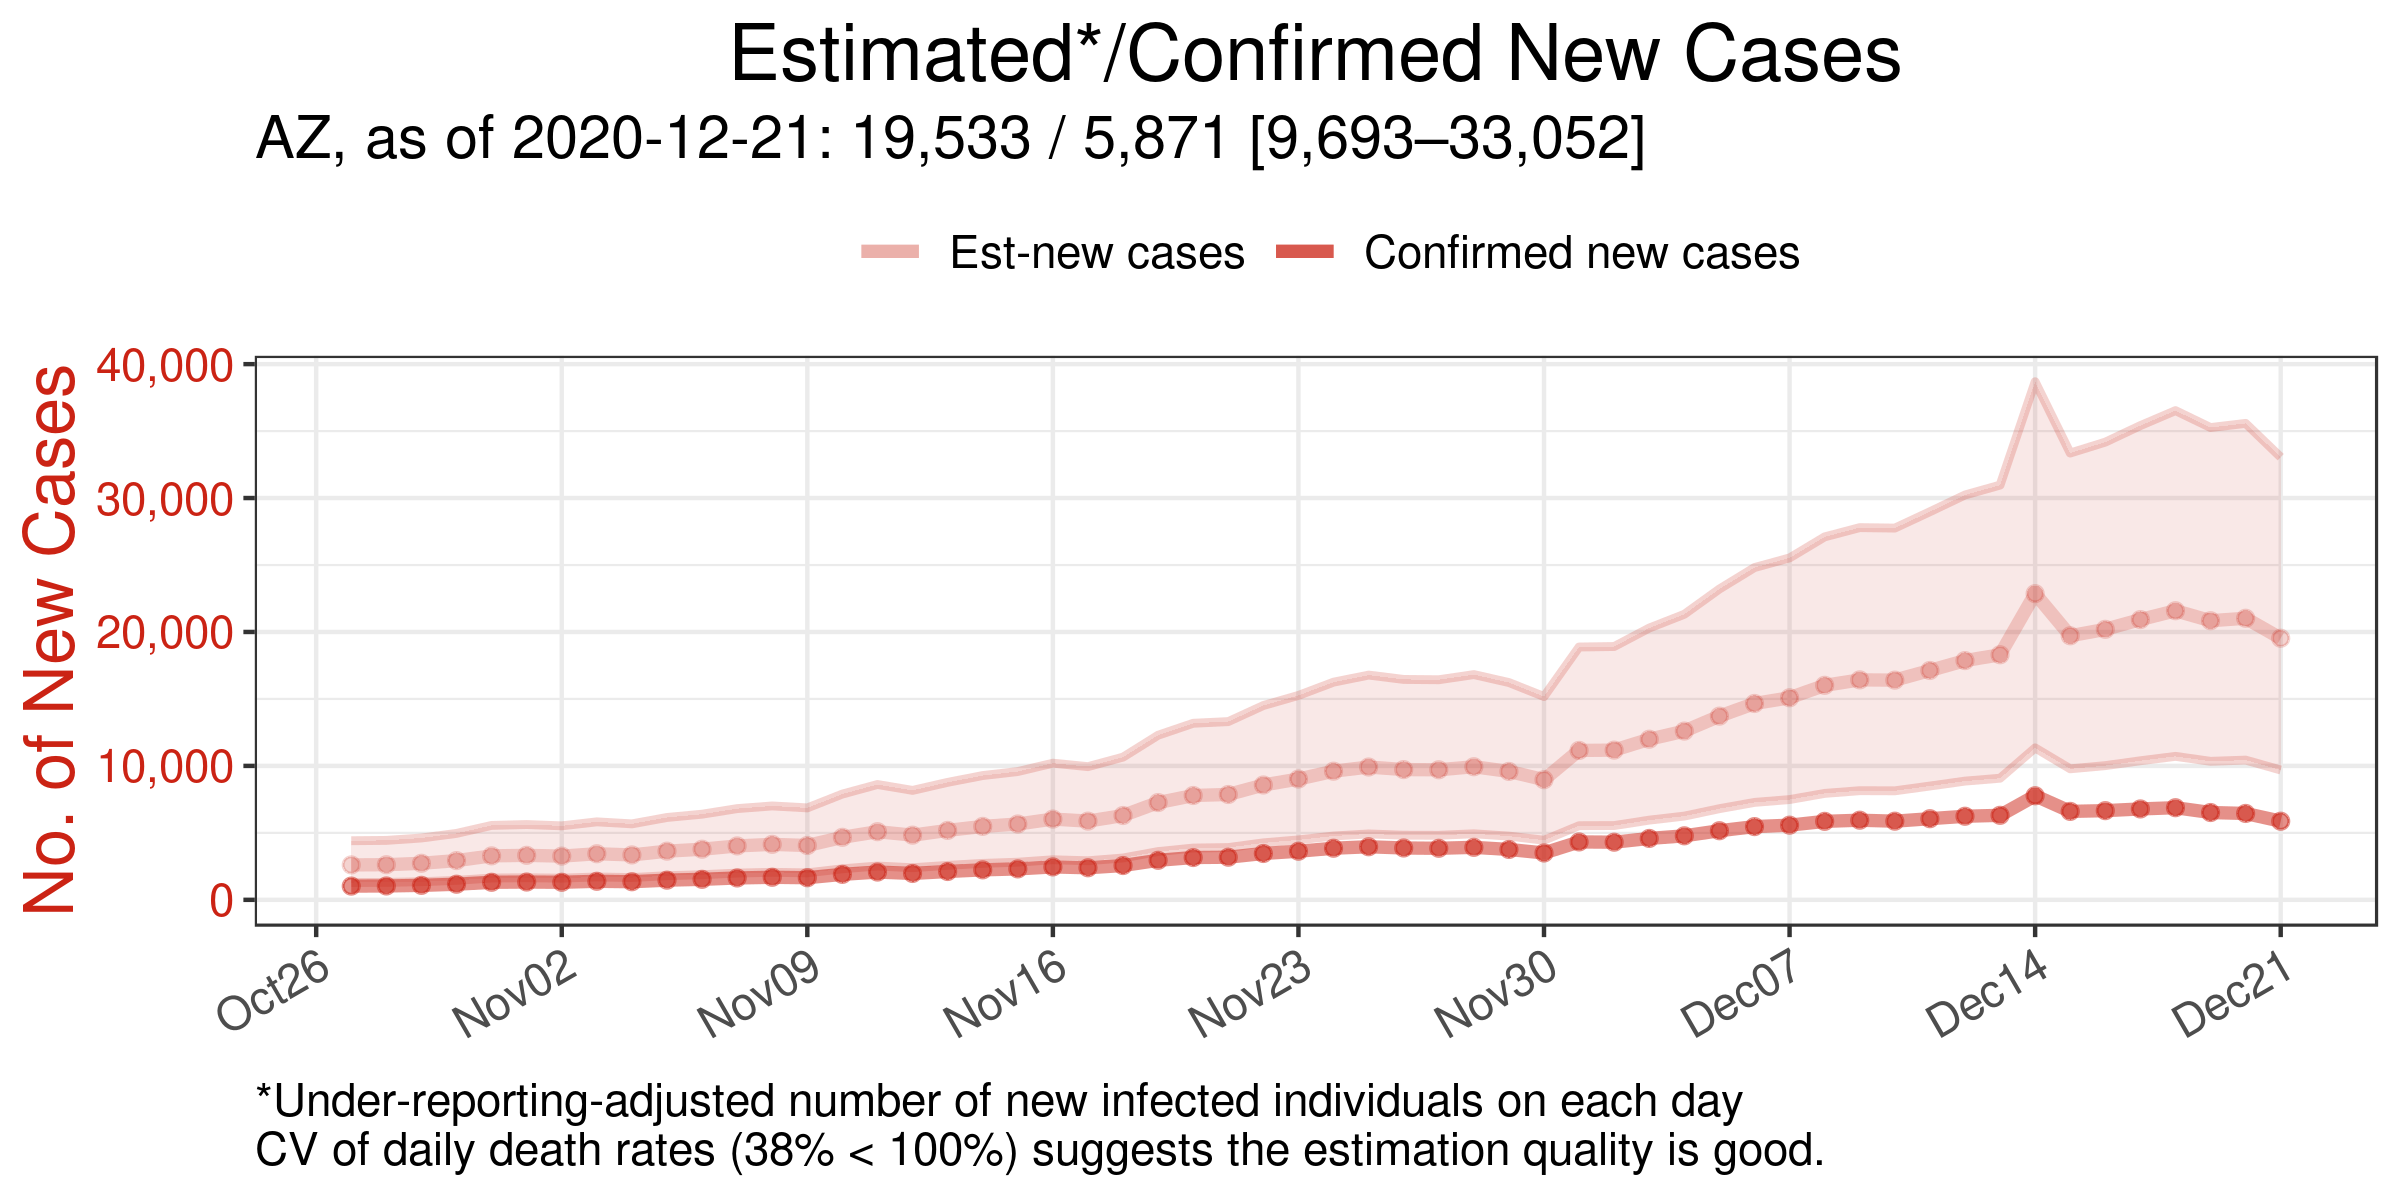 Estimated*/Confirmed New Cases
AZ, as of 2020-12-21: 19,533 / 5,871 [9,693–33,052]
Est-new cases Confirmed new cases
No. of New Cases
40,000
30,000
20,000
10,000
0
Oct26 Nov02 Nov09 Nov16 Nov23 Nov30 Dec07 Dec14 Dec21
*Under-reporting-adjusted number of new infected individuals on each day
CV of daily death rates (38% < 100%) suggests the estimation quality is good.